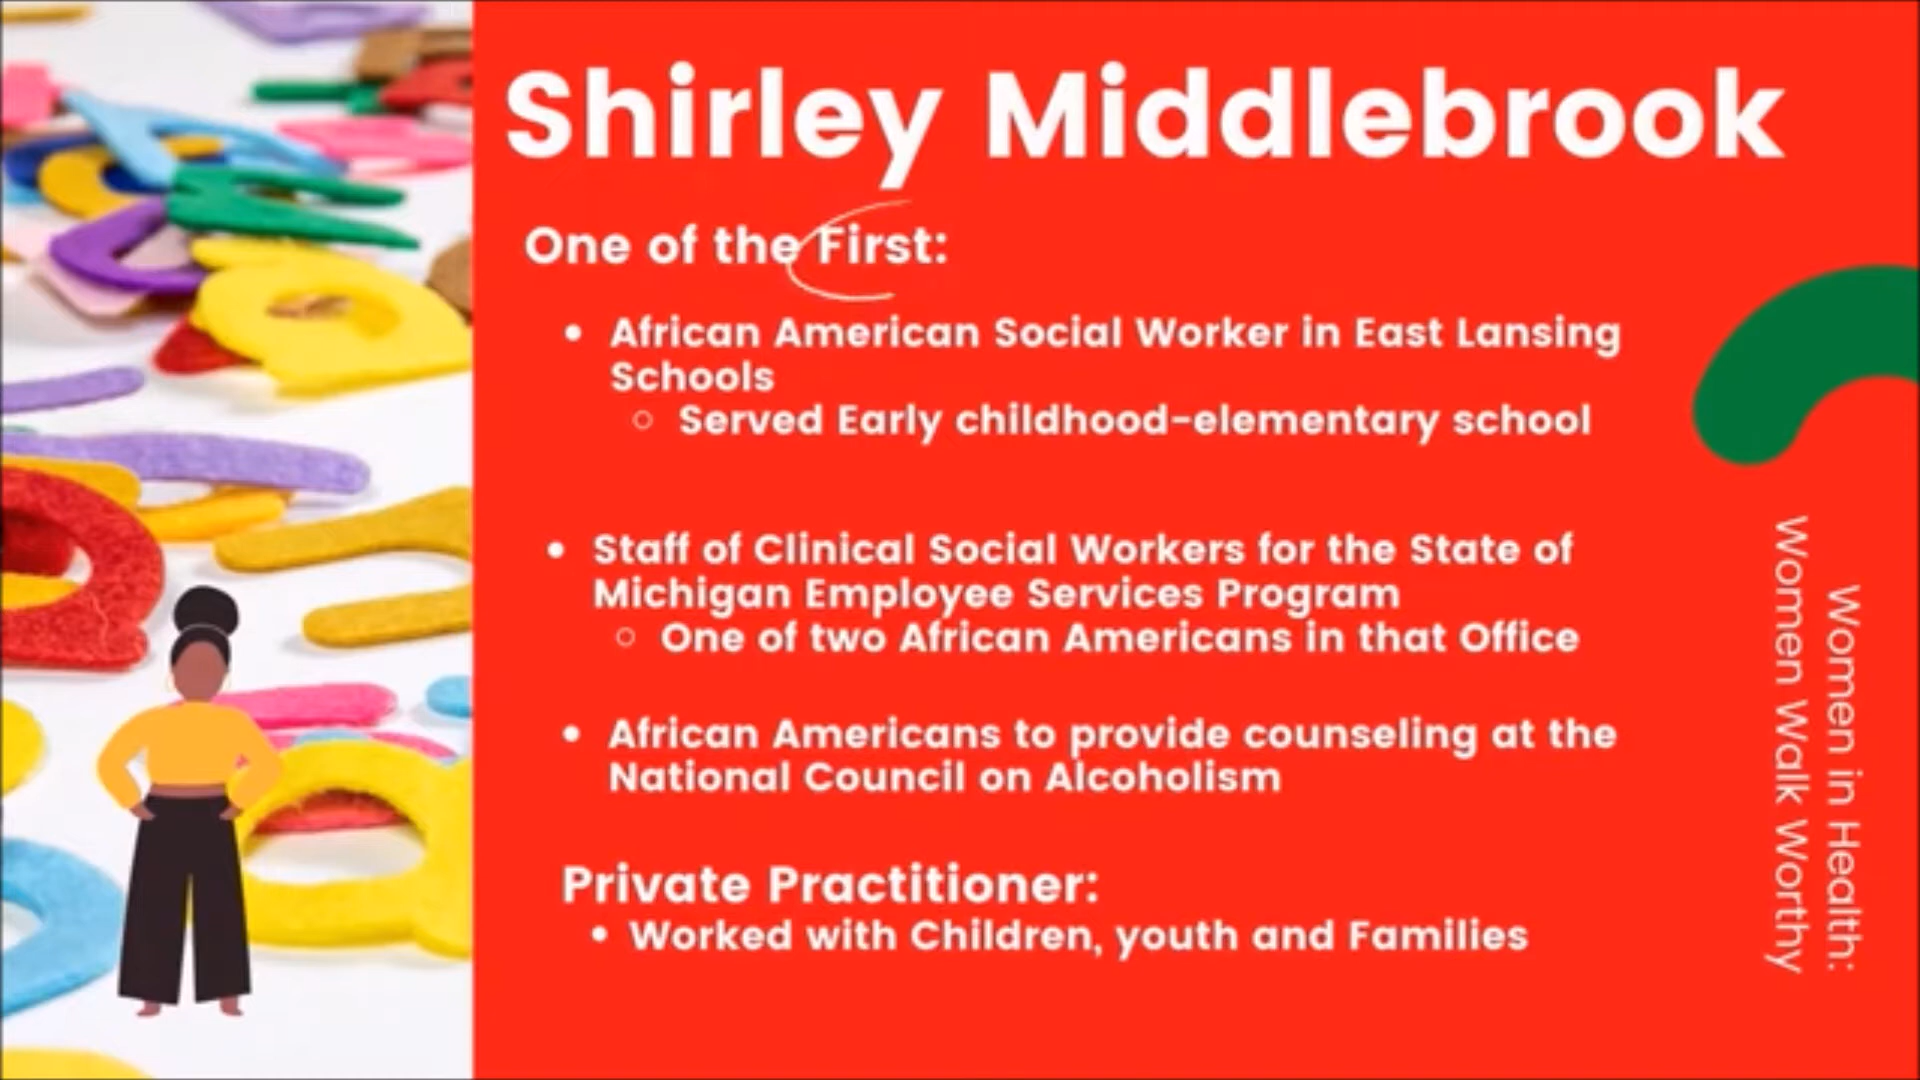 Shirley Middlebrook
One of the First:
• African American Social Worker in East Lansing
Schools
○ Served Early childhood-elementary school
• Staff of Clinical Social Workers for the State of
Michigan Employee Services Program
○ One of two African Americans in that Office
• African Americans to provide counseling at the
National Council on Alcoholism
Private Practitioner:
• Worked with Children, youth and Families
Women in Health:
Women Walk Worthy